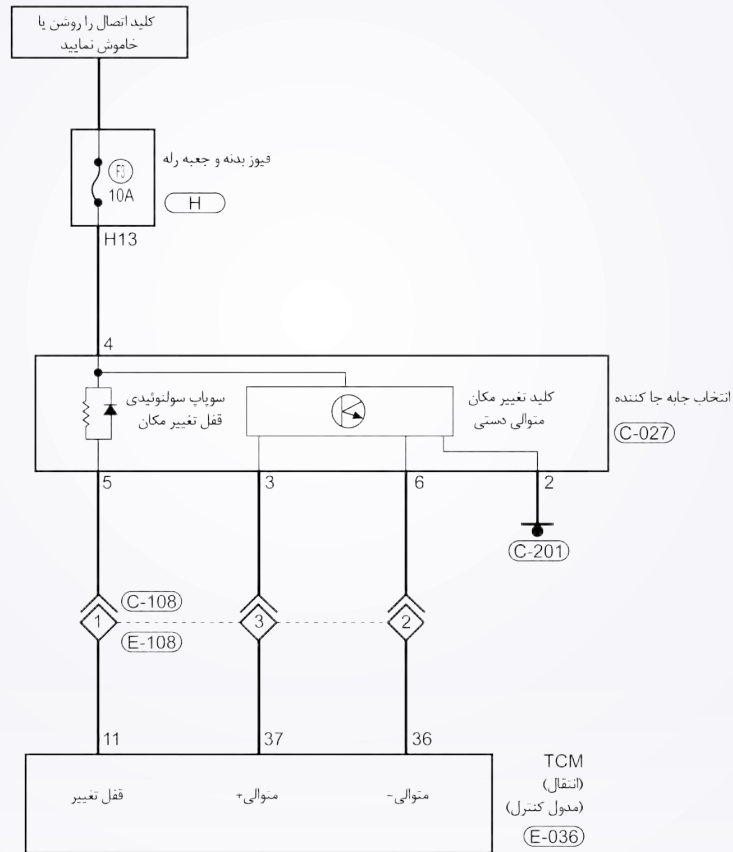 کلید اتصال را روشن یا
خاموش نمایید
فیوز بدنه و جعبه رله
F3
10A
H
H13
4
سوپاپ سولنوئیدی
قفل تغییر مکان
کلید تغییر مکان
متوالی دستی
انتخاب جابه جا کننده
C-027
5
3
6
2
C-201
C-108
1
3
2
E-108
11
37
36
قفل تغییر
متوالی+
متوالی-
TCM
(انتقال)
(مدول کنترل)
E-036